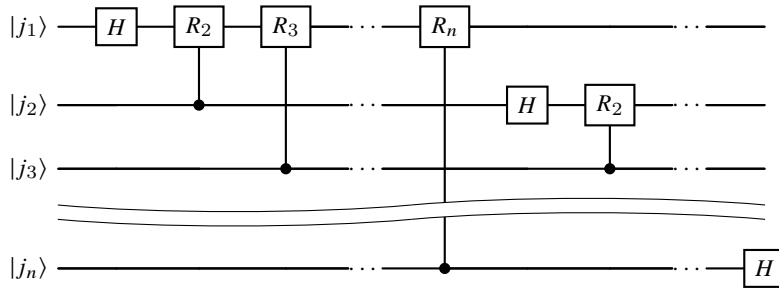 |j₁⟩ H R₂ R₃ ··· Rₙ ···
|j₂⟩ ··· H R₂ ···
|j₃⟩ ··· ···
|jₙ⟩ ··· ··· H